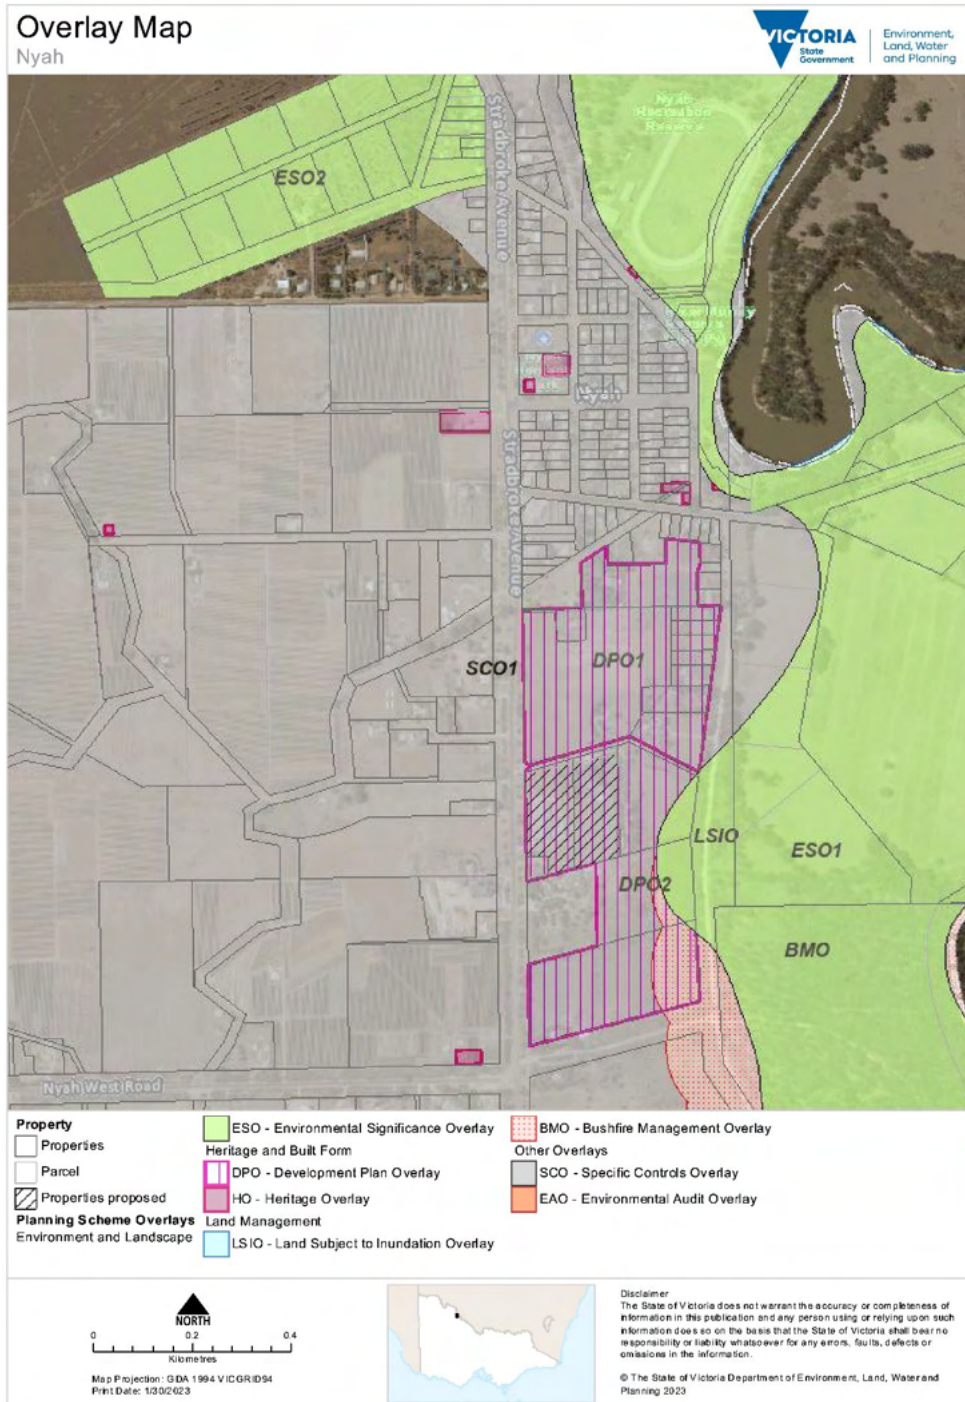 Overlay Map
Nyah
VICTORIA
State
Government
Environment,
Land, Water
and Planning
Nyah
Recreation
Reserve
Stradbroke Avenue
ESO2
Nyah
Stradbroke Avenue
SCO1
DPO1
LSIO
ESO1
DPO2
BMO
Nyah West Road
Property
Properties
Parcel
Properties proposed
Planning Scheme Overlays
Environment and Landscape
ESO - Environmental Significance Overlay
Heritage and Built Form
DPO - Development Plan Overlay
HO - Heritage Overlay
Land Management
LSIO - Land Subject to Inundation Overlay
BMO - Bushfire Management Overlay
Other Overlays
SCO - Specific Controls Overlay
EAO - Environmental Audit Overlay
NORTH
0 0.2 0.4
Kilometres
Map Projection: GDA 1994 VICGRID94
Print Date: 1/30/2023
Disclaimer
The State of Victoria does not warrant the accuracy or completeness of
information in this publication and any person using or relying upon such
information does so on the basis that the State of Victoria shall bear no
responsibility or liability whatsoever for any errors, faults, defects or
omissions in the information.
© The State of Victoria Department of Environment, Land, Water and
Planning 2023